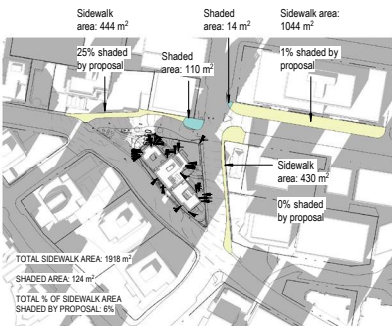 Sidewalk
area: 444 m²
Shaded
area: 14 m²
Sidewalk area:
1044 m²
25% shaded
by proposal
Shaded
area: 110 m²
1% shaded by
proposal
Sidewalk
area: 430 m²
0% shaded
by proposal
TOTAL SIDEWALK AREA: 1918 m²
SHADED AREA: 124 m²
TOTAL % OF SIDEWALK AREA
SHADED BY PROPOSAL: 6%